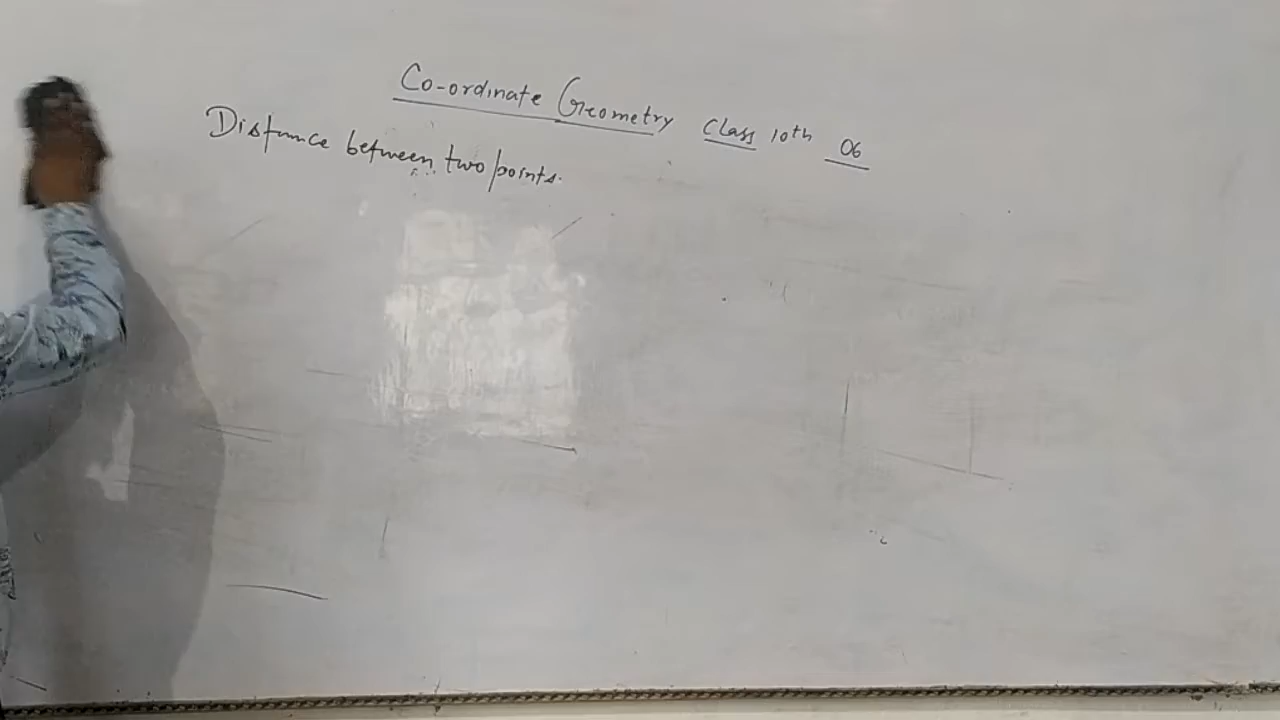 Co-ordinate Geometry Class 10th 06
Distance between two points.